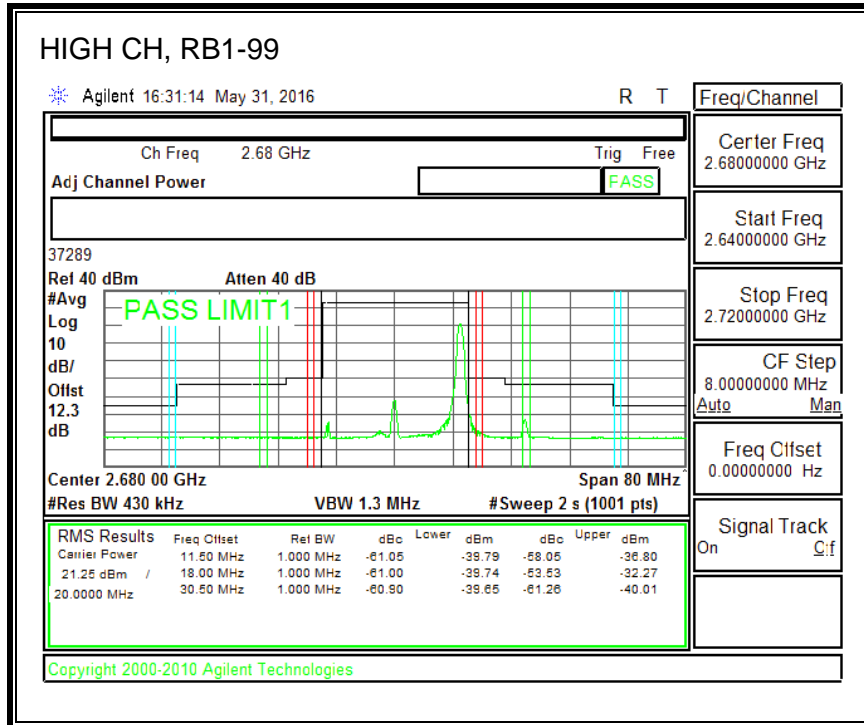 HIGH CH, RB1-99
Agilent 16:31:14 May 31, 2016 R T
Ch Freq 2.68 GHz Trig Free
Adj Channel Power PASS
37289
Ref 40 dBm Atten 40 dB
#Avg
Log
10
dB/
Offst
12.3
dB
PASS LIMIT1
Center 2.680 00 GHz Span 80 MHz
#Res BW 430 kHz VBW 1.3 MHz #Sweep 2 s (1001 pts)
RMS Results Freq Offset Ref BW dBc Lower dBm dBc Upper dBm
Carrier Power 11.50 MHz 1.000 MHz -61.05 -39.79 -58.05 -36.80
21.25 dBm / 18.00 MHz 1.000 MHz -61.00 -39.74 -53.53 -32.27
20.0000 MHz 30.50 MHz 1.000 MHz -60.90 -39.65 -61.26 -40.01
Copyright 2000-2010 Agilent Technologies
Freq/Channel
Center Freq
2.68000000 GHz
Start Freq
2.64000000 GHz
Stop Freq
2.72000000 GHz
CF Step
8.00000000 MHz
Auto Man
Freq Offset
0.00000000 Hz
Signal Track
On Off